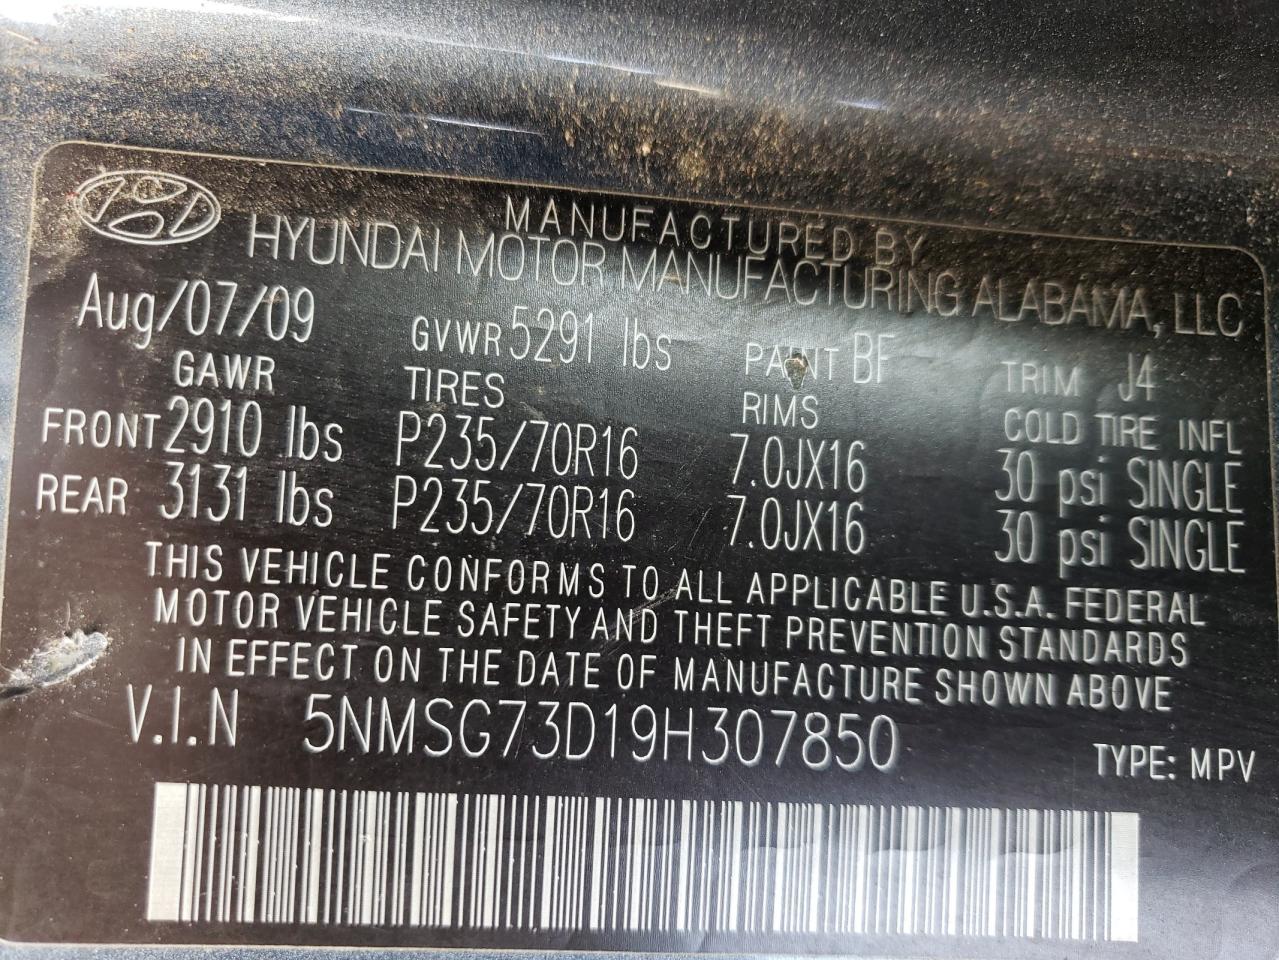 MANUFACTURED BY
HYUNDAI MOTOR MANUFACTURING ALABAMA, LLC
Aug/07/09 GVWR 5291 lbs PAINT BF TRIM J4
GAWR TIRES RIMS COLD TIRE INFL
FRONT 2910 lbs P235/70R16 7.0JX16 30 psi SINGLE
REAR 3131 lbs P235/70R16 7.0JX16 30 psi SINGLE
THIS VEHICLE CONFORMS TO ALL APPLICABLE U.S.A. FEDERAL
MOTOR VEHICLE SAFETY AND THEFT PREVENTION STANDARDS
IN EFFECT ON THE DATE OF MANUFACTURE SHOWN ABOVE
V.I.N 5NMSG73D19H307850 TYPE: MPV